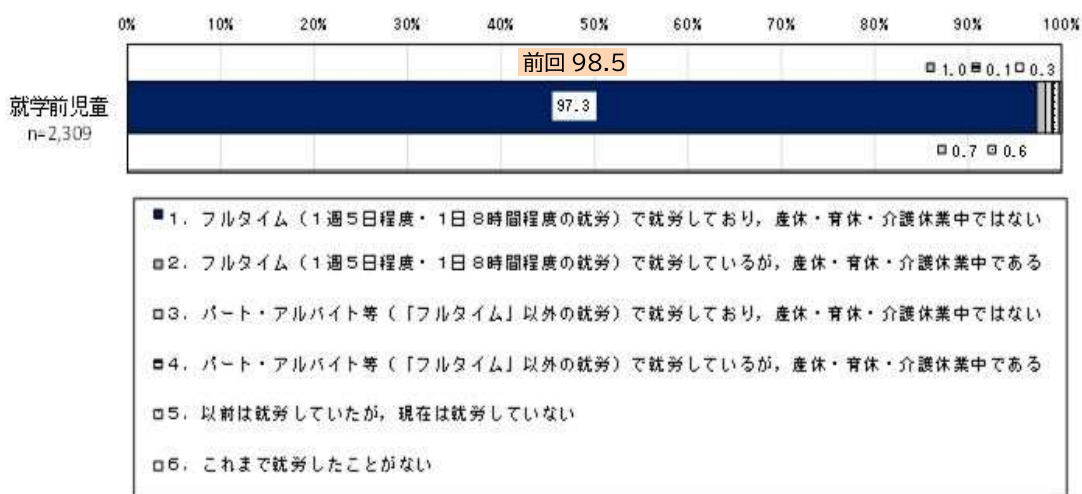 0% 10% 20% 30% 40% 50% 60% 70% 80% 90% 100%
前回 98.5
1.0 0.1 0.3
就学前児童
n=2,309
97.3
0.7 0.6
1. フルタイム（1週5日程度・1日8時間程度の就労）で就労しており，産休・育休・介護休業中ではない
2. フルタイム（1週5日程度・1日8時間程度の就労）で就労しているが，産休・育休・介護休業中である
3. パート・アルバイト等（「フルタイム」以外の就労）で就労しており，産休・育休・介護休業中ではない
4. パート・アルバイト等（「フルタイム」以外の就労）で就労しているが，産休・育休・介護休業中である
5. 以前は就労していたが，現在は就労していない
6. これまで就労したことがない